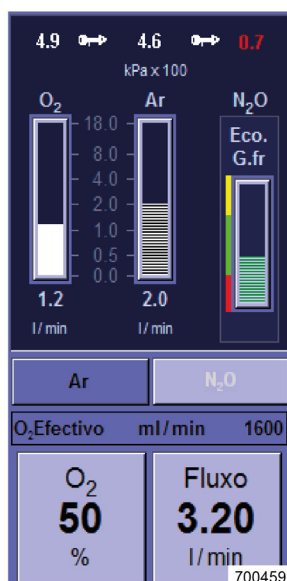 4.9 4.6 0.7
kPa x 100
O₂ Ar N₂O
18.0
8.0
4.0
2.0
1.0
0.5
0.0
Eco.
G.fr
1.2 2.0
l/min l/min
Ar N₂O
O₂Efectivo ml/min 1600
O₂ Fluxo
50 3.20
% l/min
700459